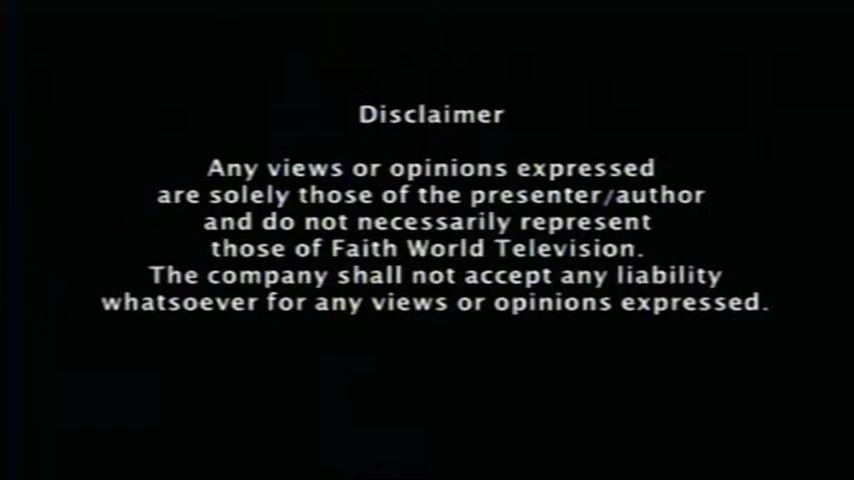 Disclaimer
Any views or opinions expressed
are solely those of the presenter/author
and do not necessarily represent
those of Faith World Television.
The company shall not accept any liability
whatsoever for any views or opinions expressed.